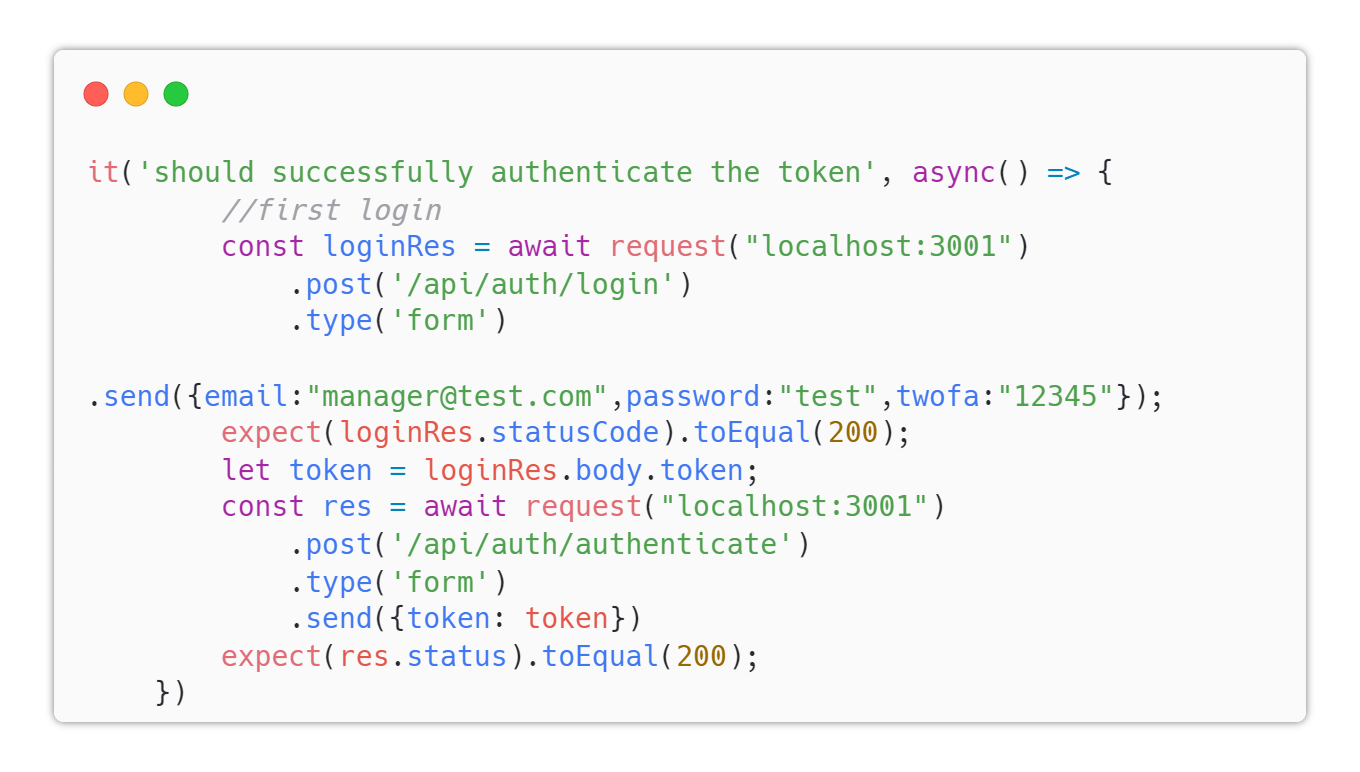 it('should successfully authenticate the token', async() => {
        //first login
        const loginRes = await request("localhost:3001")
            .post('/api/auth/login')
            .type('form')

.send({email:"manager@test.com",password:"test",twofa:"12345"});
        expect(loginRes.statusCode).toEqual(200);
        let token = loginRes.body.token;
        const res = await request("localhost:3001")
            .post('/api/auth/authenticate')
            .type('form')
            .send({token: token})
        expect(res.status).toEqual(200);
    })